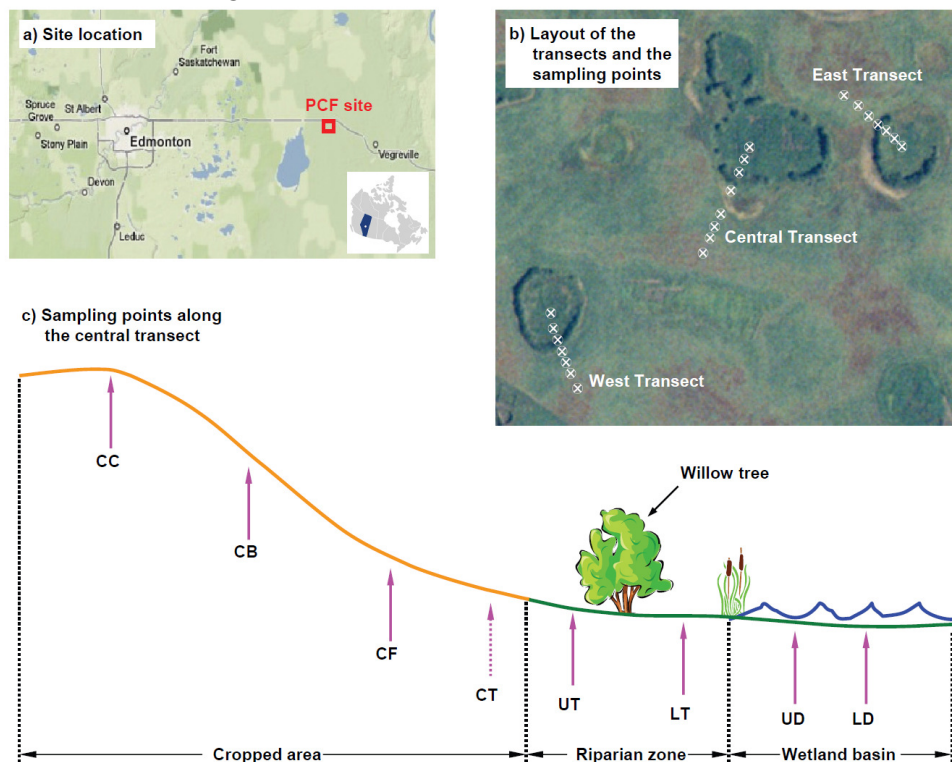 a) Site location
Fort
Saskatchewan
Spruce
Grove
St Albert
PCF site
Edmonton
Stony Plain
Vegreville
Devon
Leduc
b) Layout of the
transects and the
sampling points
East Transect
Central Transect
West Transect
c) Sampling points along
the central transect
Willow tree
CC
CB
CF
CT
UT
LT
UD
LD
Cropped area
Riparian zone
Wetland basin